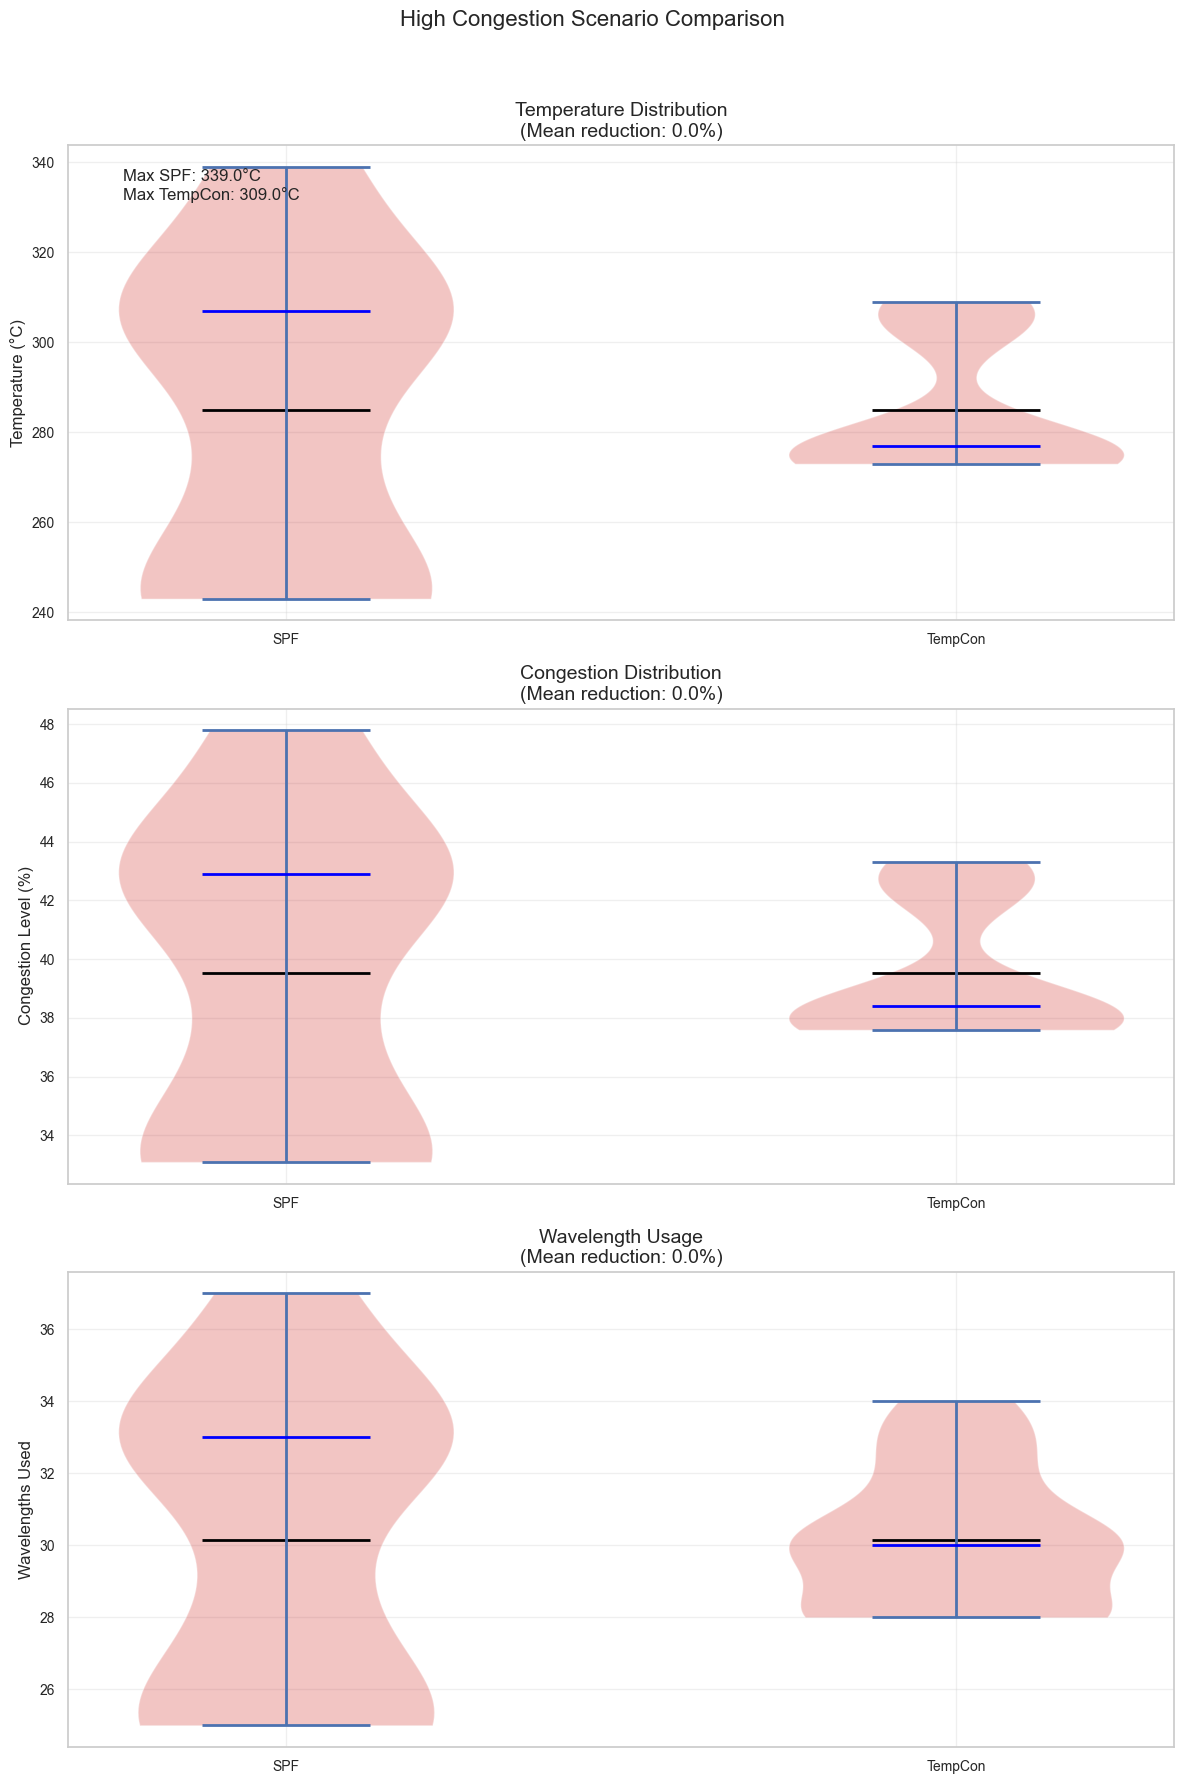 High Congestion Scenario Comparison
Temperature Distribution
(Mean reduction: 0.0%)
Max SPF: 339.0°C
Max TempCon: 309.0°C
Temperature (°C)
340
320
300
280
260
240
SPF
TempCon
Congestion Distribution
(Mean reduction: 0.0%)
Congestion Level (%)
48
46
44
42
40
38
36
34
SPF
TempCon
Wavelength Usage
(Mean reduction: 0.0%)
Wavelengths Used
36
34
32
30
28
26
SPF
TempCon